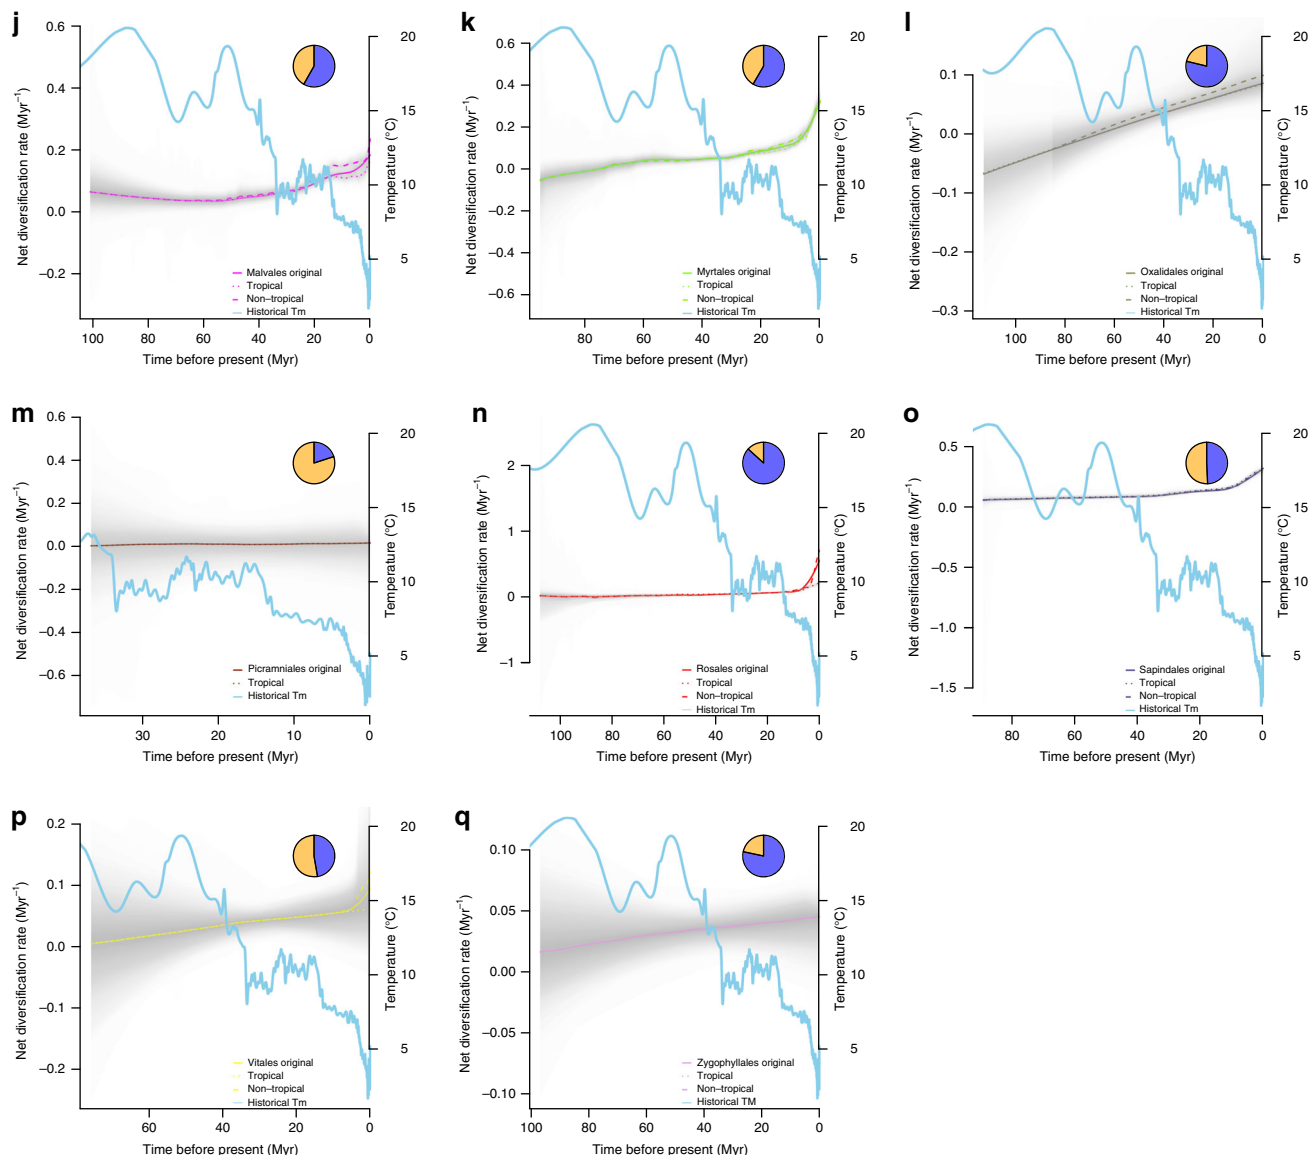 j
Net diversification rate (Myr⁻¹)
0.6
0.4
0.2
0.0
−0.2
20
15
10
5
Temperature (°C)
Malvales original
Tropical
Non−tropical
Historical Tm
100
80
60
40
20
0
Time before present (Myr)
k
Net diversification rate (Myr⁻¹)
0.6
0.4
0.2
0.0
−0.2
−0.4
−0.6
20
15
10
5
Temperature (°C)
Myrtales original
Tropical
Non−tropical
Historical Tm
80
60
40
20
0
Time before present (Myr)
l
Net diversification rate (Myr⁻¹)
0.1
0.0
−0.1
−0.2
−0.3
20
15
10
5
Temperature (°C)
Oxalidales original
Tropical
Non−tropical
Historical Tm
100
80
60
40
20
0
Time before present (Myr)
m
Net diversification rate (Myr⁻¹)
0.6
0.4
0.2
0.0
−0.2
−0.4
−0.6
20
15
10
5
Temperature (°C)
Picramniales original
Tropical
Historical Tm
30
20
10
0
Time before present (Myr)
n
Net diversification rate (Myr⁻¹)
2
1
0
−1
20
15
10
5
Temperature (°C)
Rosales original
Tropical
Non−tropical
Historical Tm
100
80
60
40
20
0
Time before present (Myr)
o
Net diversification rate (Myr⁻¹)
0.5
0.0
−0.5
−1.0
−1.5
20
15
10
5
Temperature (°C)
Sapindales original
Tropical
Non−tropical
Historical Tm
80
60
40
20
0
Time before present (Myr)
p
Net diversification rate (Myr⁻¹)
0.2
0.1
0.0
−0.1
−0.2
20
15
10
5
Temperature (°C)
Vitales original
Tropical
Non−tropical
Historical Tm
60
40
20
0
Time before present (Myr)
q
Net diversification rate (Myr⁻¹)
0.10
0.05
0.00
−0.05
−0.10
20
15
10
5
Temperature (°C)
Zygophyllales original
Tropical
Non−tropical
Historical TM
100
80
60
40
20
0
Time before present (Myr)